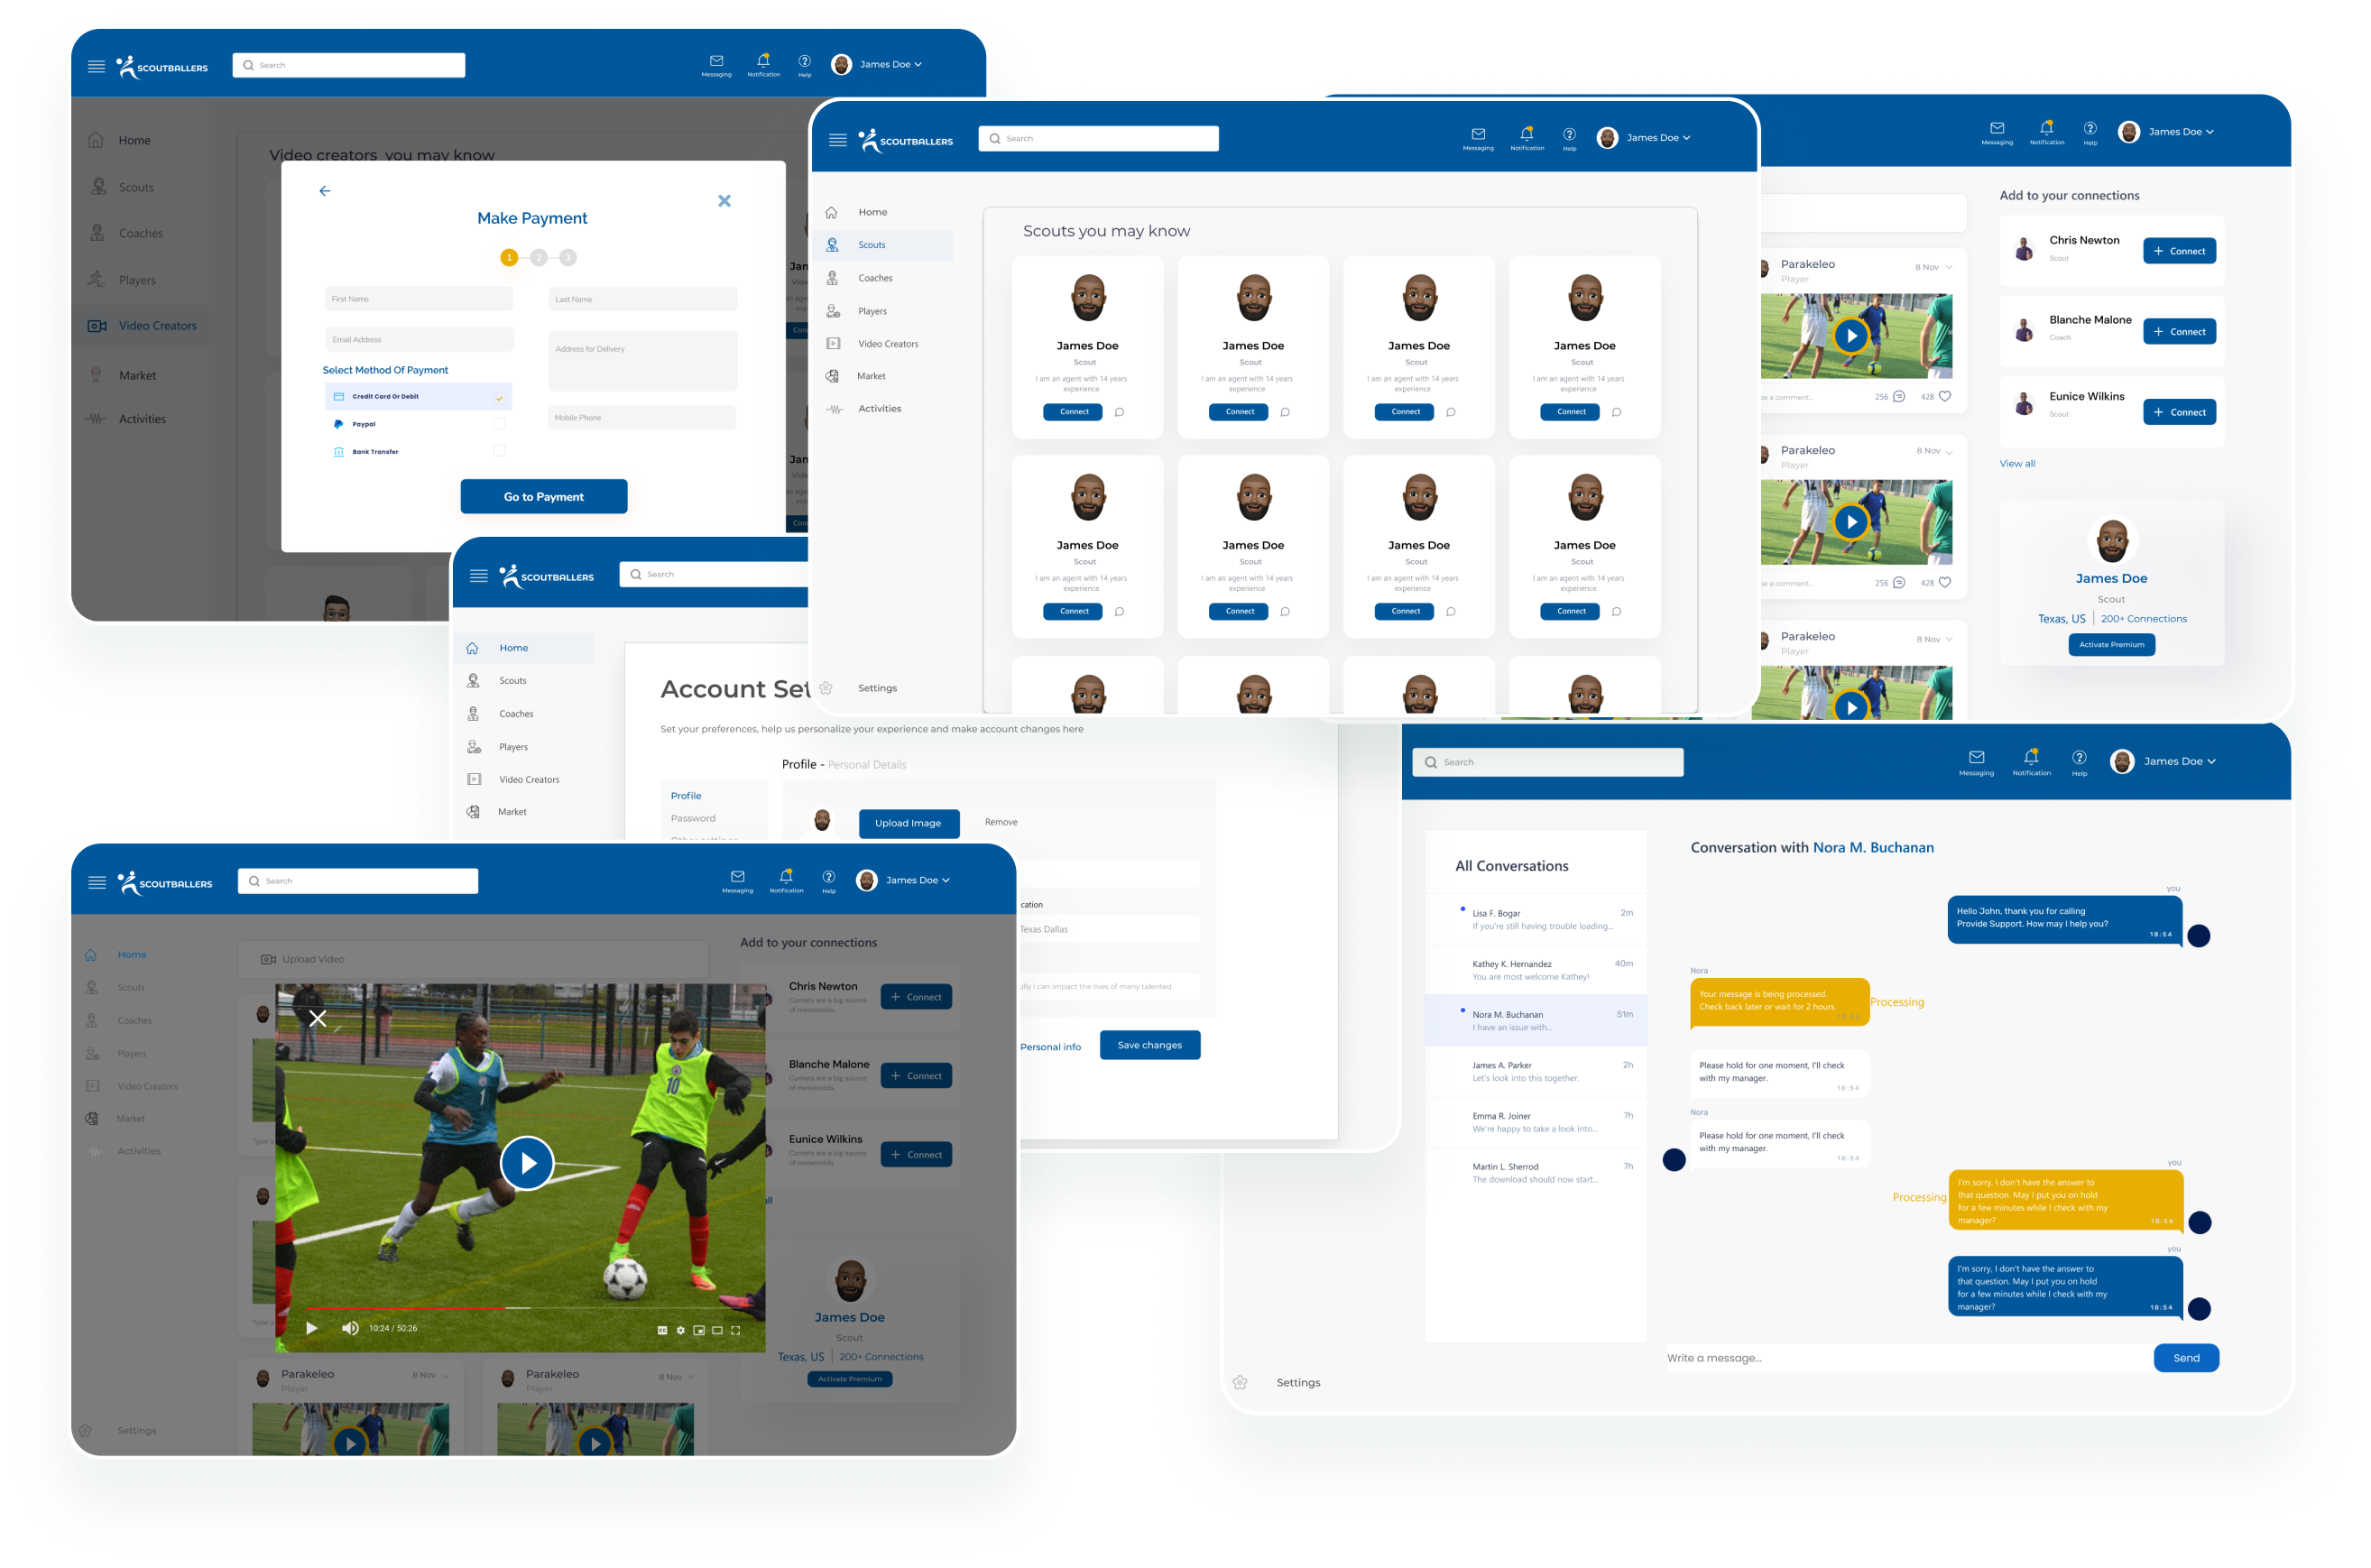 SCOUTBALLERS
Search
Messaging
Notification
Help
James Doe
Home
Scouts
Coaches
Players
Video Creators
Market
Activities
Video creators you may know
Make Payment
1
2
3
First Name
Last Name
Email Address
Address for Delivery
Select Method Of Payment
Credit Card Or Debit
Paypal
Bank Transfer
Mobile Phone
Go to Payment
Jan
Jan
SCOUTBALLERS
Search
Messaging
Notification
Help
James Doe
Home
Scouts
Coaches
Players
Video Creators
Market
Activities
Settings
Scouts you may know
James Doe
Scout
I am an agent with 14 years
experience
Connect
James Doe
Scout
I am an agent with 14 years
experience
Connect
James Doe
Scout
I am an agent with 14 years
experience
Connect
James Doe
Scout
I am an agent with 14 years
experience
Connect
James Doe
Scout
I am an agent with 14 years
experience
Connect
James Doe
Scout
I am an agent with 14 years
experience
Connect
James Doe
Scout
I am an agent with 14 years
experience
Connect
James Doe
Scout
I am an agent with 14 years
experience
Connect
Messaging
Notification
Help
James Doe
Parakeleo
8 Nov
Player
e a comment...
256
428
Parakeleo
8 Nov
Player
e a comment...
256
428
Parakeleo
8 Nov
Player
Add to your connections
Chris Newton
Scout
+ Connect
Blanche Malone
Coach
+ Connect
Eunice Wilkins
Scout
+ Connect
View all
James Doe
Scout
Texas, US | 200+ Connections
Activate Premium
SCOUTBALLERS
Search
Home
Scouts
Coaches
Players
Video Creators
Market
Account Set
Set your preferences, help us personalize your experience and make account changes here
Profile - Personal Details
Profile
Password
Other settings
Upload Image
Remove
cation
Texas Dallas
ully i can impact the lives of many talented
Personal info
Save changes
Search
Messaging
Notification
Help
James Doe
All Conversations
Lisa F. Bogar
2m
If you're still having trouble loading...
Kathey K. Hernandez
40m
You are most welcome Kathey!
Nora M. Buchanan
51m
I have an issue with...
James A. Parker
2h
Let's look into this together.
Emma R. Joiner
7h
We're happy to take a look into...
Martin L. Sherrod
7h
The download should now start...
Conversation with Nora M. Buchanan
you
Hello John, thank you for calling
Provide Support. How may I help you?
18:54
Nora
Your message is being processed.
Check back later or wait for 2 hours.
18:54
Processing
Please hold for one moment, I'll check
with my manager.
18:54
Nora
Please hold for one moment, I'll check
with my manager.
18:54
you
Processing
I'm sorry, I don't have the answer to
that question. May I put you on hold
for a few minutes while I check with my
manager?
18:54
you
I'm sorry, I don't have the answer to
that question. May I put you on hold
for a few minutes while I check with my
manager?
18:54
Write a message...
Send
Settings
SCOUTBALLERS
Search
Messaging
Notification
Help
James Doe
Home
Scouts
Coaches
Players
Video Creators
Market
Activities
Settings
Upload Video
Type a
Type a
1
10
10:24 / 50:26
Add to your connections
Chris Newton
Comets are a big source
of meteoroids.
+ Connect
Blanche Malone
Comets are a big source
of meteoroids.
+ Connect
Eunice Wilkins
Comets are a big source
of meteoroids.
+ Connect
all
James Doe
Scout
Texas, US | 200+ Connections
Activate Premium
Parakeleo
8 Nov
Player
Parakeleo
8 Nov
Player